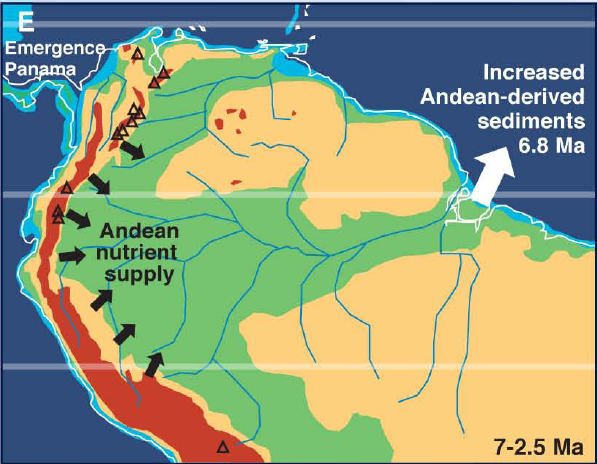 E
Emergence
Panama
Increased
Andean-derived
sediments
6.8 Ma
Andean
nutrient
supply
7-2.5 Ma